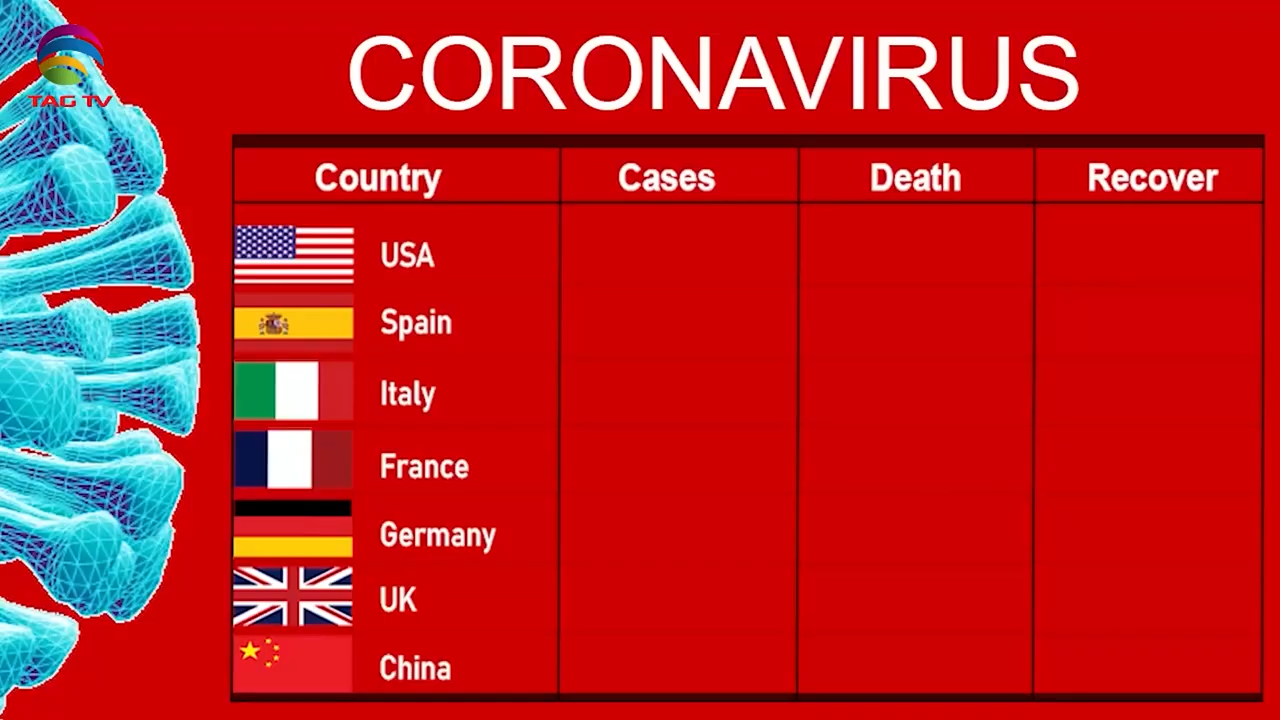 TAG TV
CORONAVIRUS
Country Cases Death Recover
USA
Spain
Italy
France
Germany
UK
China